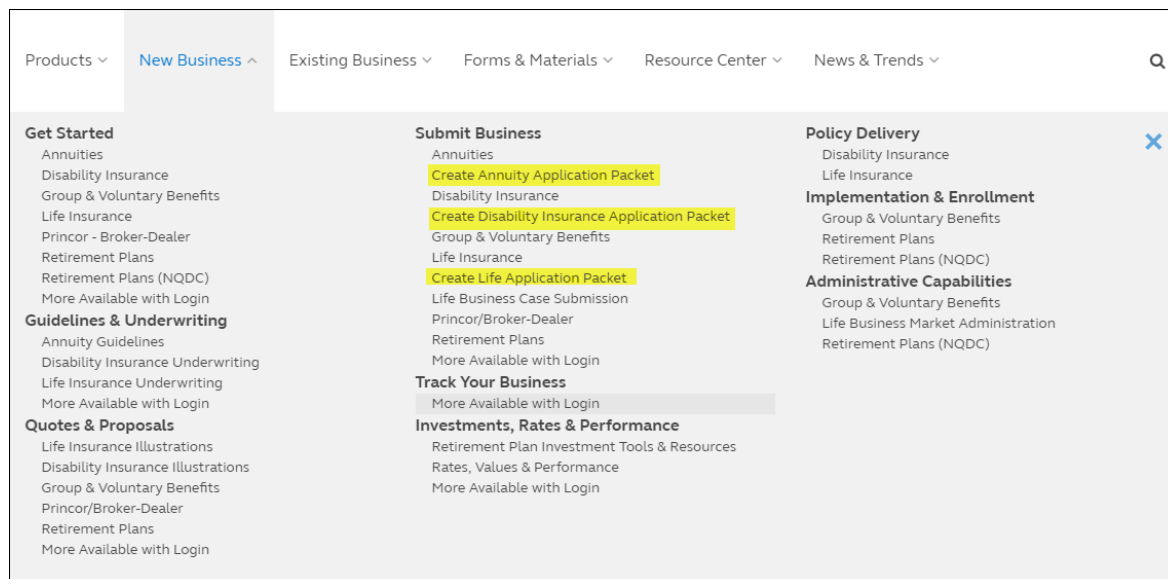 Products
New Business
Existing Business
Forms & Materials
Resource Center
News & Trends
Get Started
Annuities
Disability Insurance
Group & Voluntary Benefits
Life Insurance
Princor - Broker-Dealer
Retirement Plans
Retirement Plans (NQDC)
More Available with Login
Guidelines & Underwriting
Annuity Guidelines
Disability Insurance Underwriting
Life Insurance Underwriting
More Available with Login
Quotes & Proposals
Life Insurance Illustrations
Disability Insurance Illustrations
Group & Voluntary Benefits
Princor/Broker-Dealer
Retirement Plans
More Available with Login
Submit Business
Annuities
Create Annuity Application Packet
Disability Insurance
Create Disability Insurance Application Packet
Group & Voluntary Benefits
Life Insurance
Create Life Application Packet
Life Business Case Submission
Princor/Broker-Dealer
Retirement Plans
More Available with Login
Track Your Business
More Available with Login
Investments, Rates & Performance
Retirement Plan Investment Tools & Resources
Rates, Values & Performance
More Available with Login
Policy Delivery
Disability Insurance
Life Insurance
Implementation & Enrollment
Group & Voluntary Benefits
Retirement Plans
Retirement Plans (NQDC)
Administrative Capabilities
Group & Voluntary Benefits
Life Business Market Administration
Retirement Plans (NQDC)